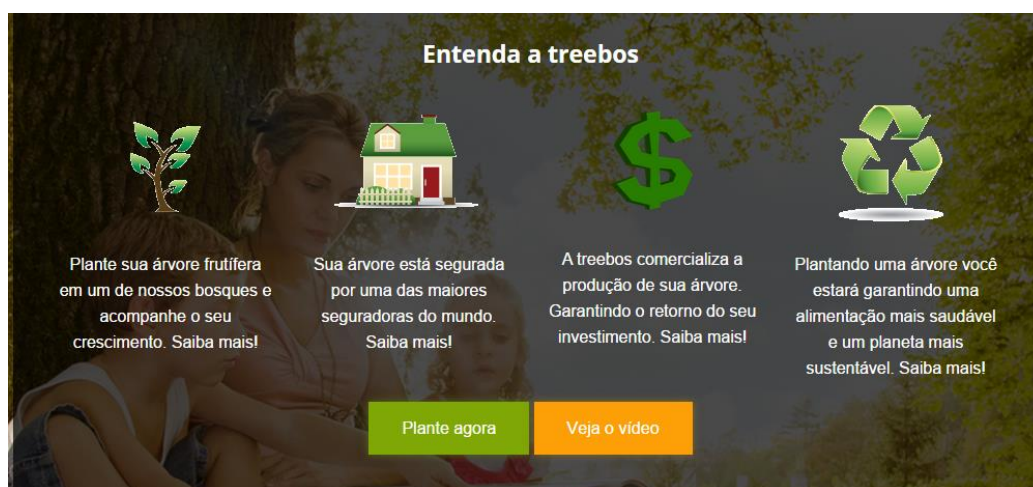 Entenda a treebos
Plante sua árvore frutífera
em um de nossos bosques e
acompanhe o seu
crescimento. Saiba mais!
Sua árvore está segurada
por uma das maiores
seguradoras do mundo.
Saiba mais!
A treebos comercializa a
produção de sua árvore.
Garantindo o retorno do seu
investimento. Saiba mais!
Plantando uma árvore você
estará garantindo uma
alimentação mais saudável
e um planeta mais
sustentável. Saiba mais!
Plante agora
Veja o vídeo